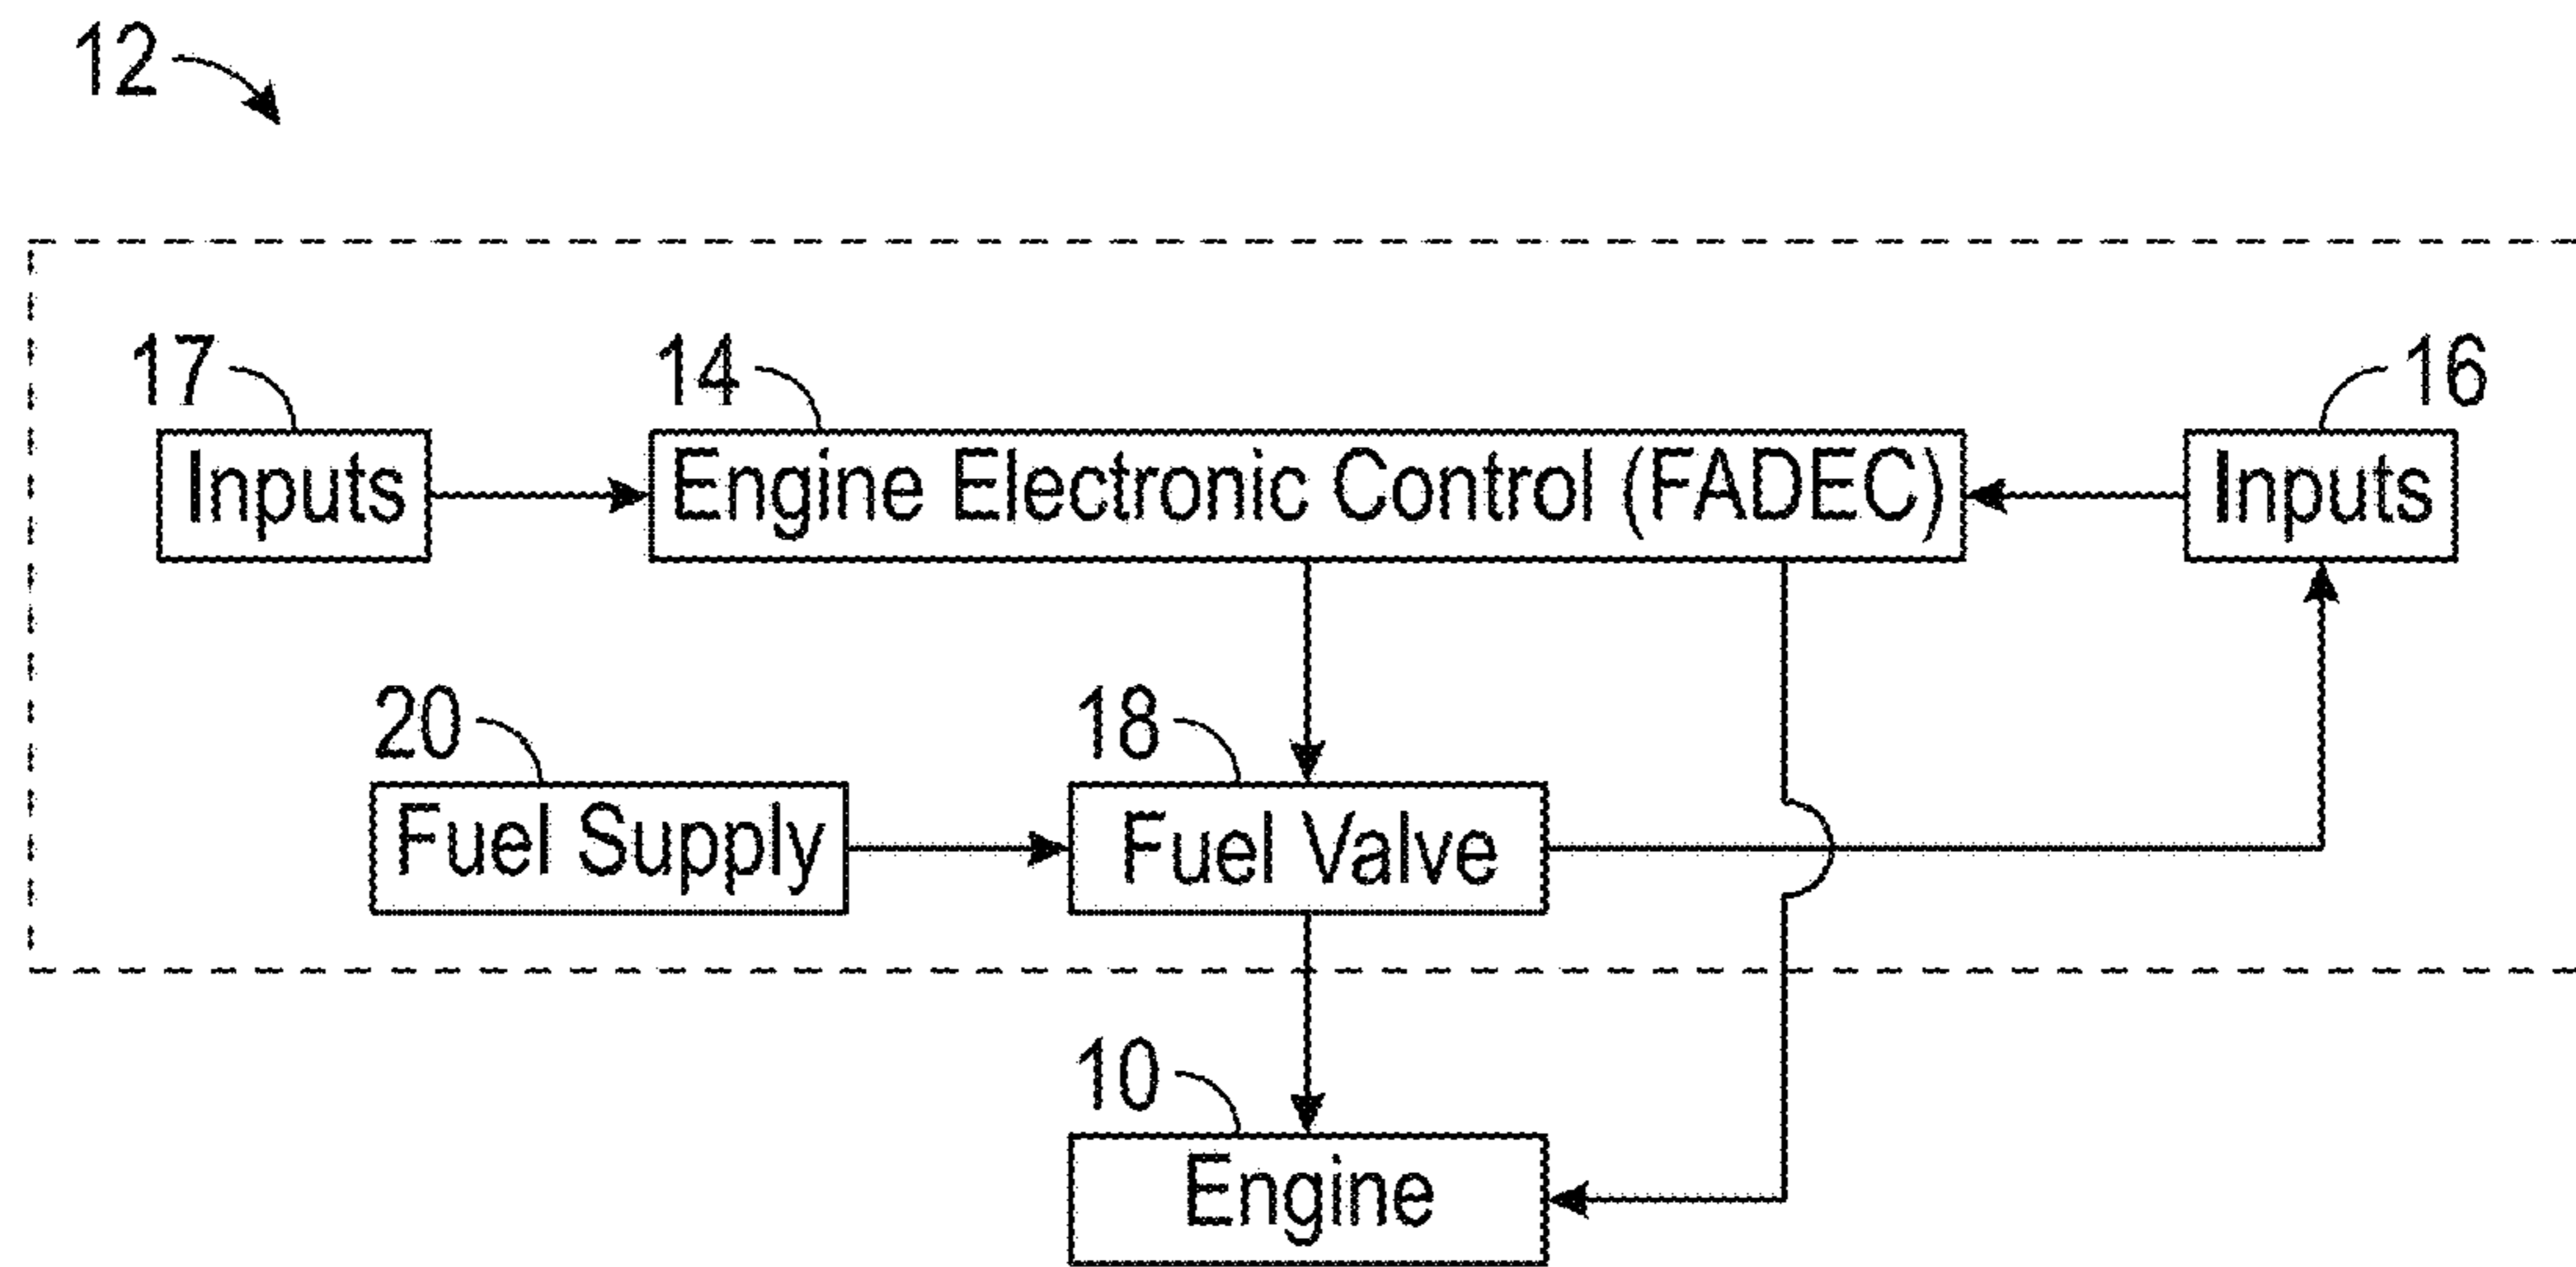 12
17
14
16
Inputs
Engine Electronic Control (FADEC)
Inputs
20
18
Fuel Supply
Fuel Valve
10
Engine